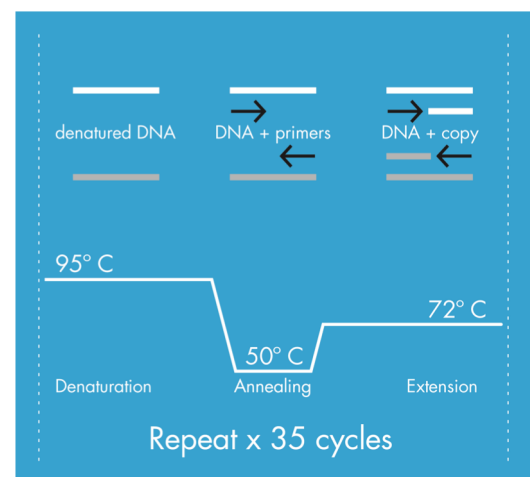 denatured DNA
DNA + primers
DNA + copy
95° C
72° C
50° C
Denaturation
Annealing
Extension
Repeat x 35 cycles